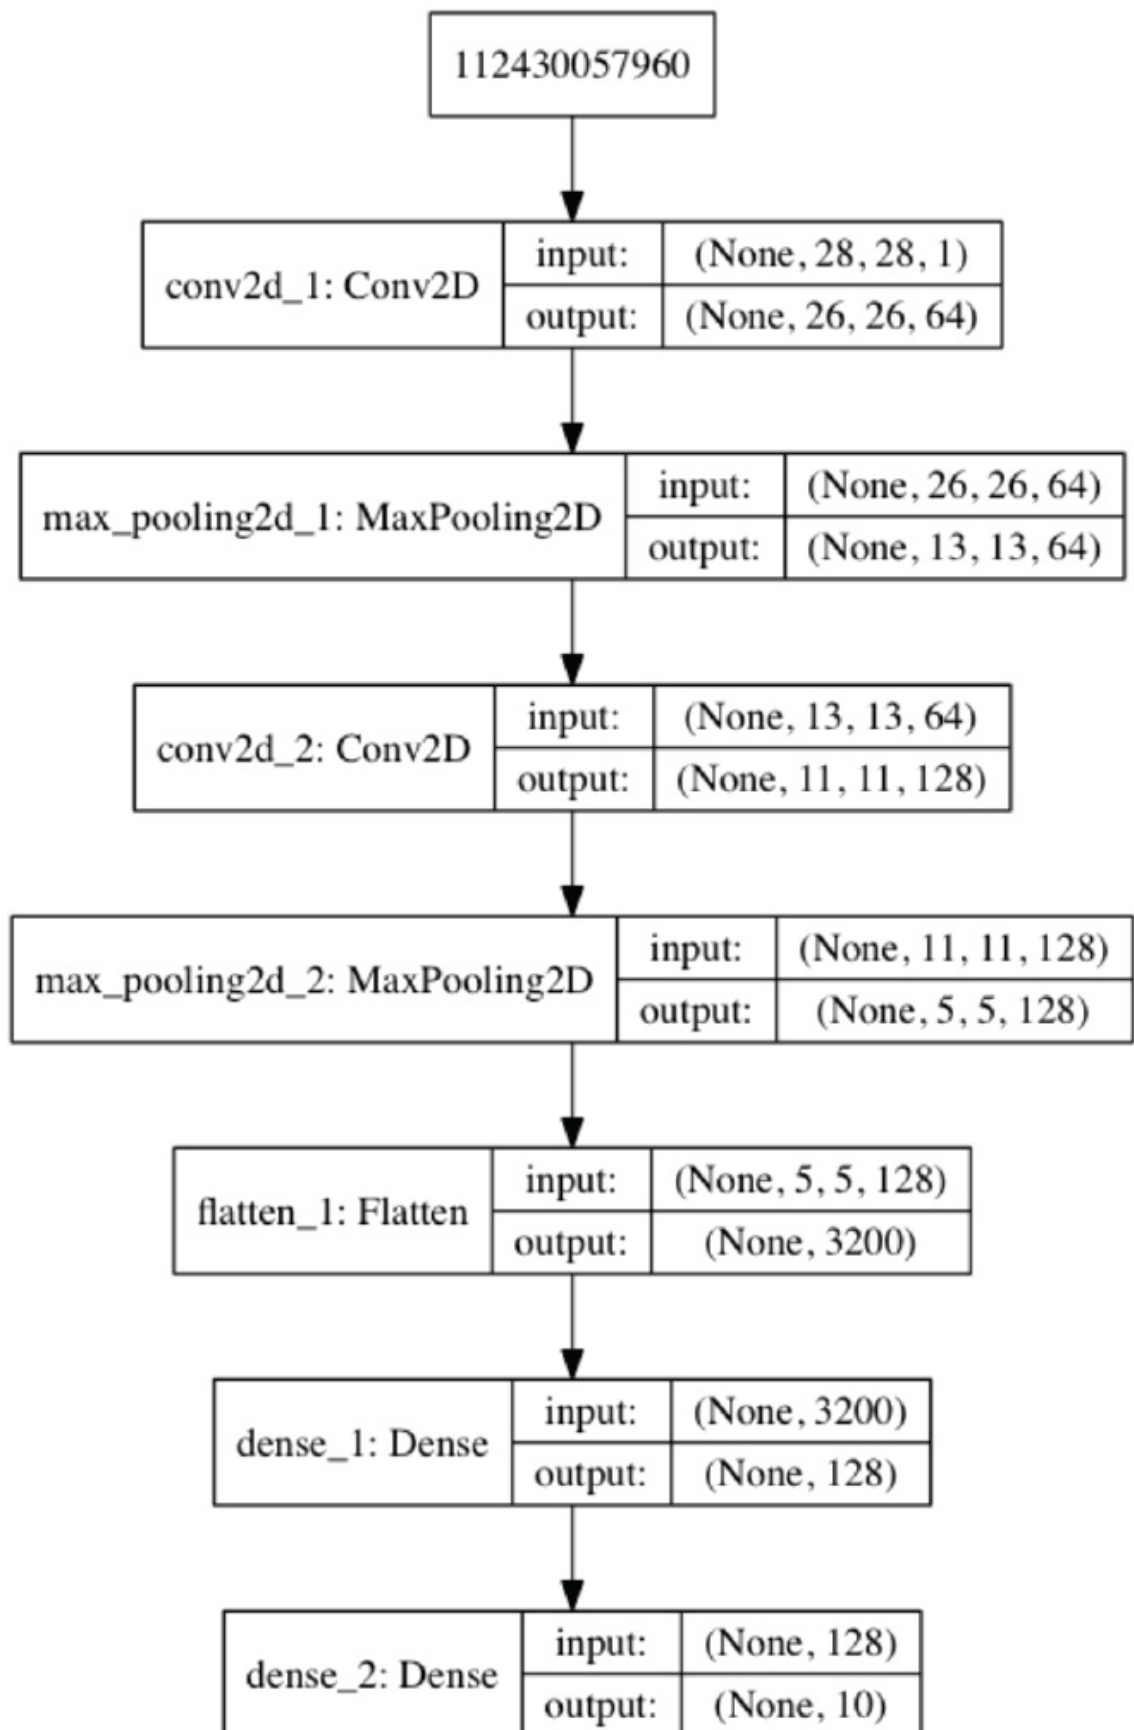 112430057960
conv2d_1: Conv2D
input: (None, 28, 28, 1)
output: (None, 26, 26, 64)
max_pooling2d_1: MaxPooling2D
input: (None, 26, 26, 64)
output: (None, 13, 13, 64)
conv2d_2: Conv2D
input: (None, 13, 13, 64)
output: (None, 11, 11, 128)
max_pooling2d_2: MaxPooling2D
input: (None, 11, 11, 128)
output: (None, 5, 5, 128)
flatten_1: Flatten
input: (None, 5, 5, 128)
output: (None, 3200)
dense_1: Dense
input: (None, 3200)
output: (None, 128)
dense_2: Dense
input: (None, 128)
output: (None, 10)